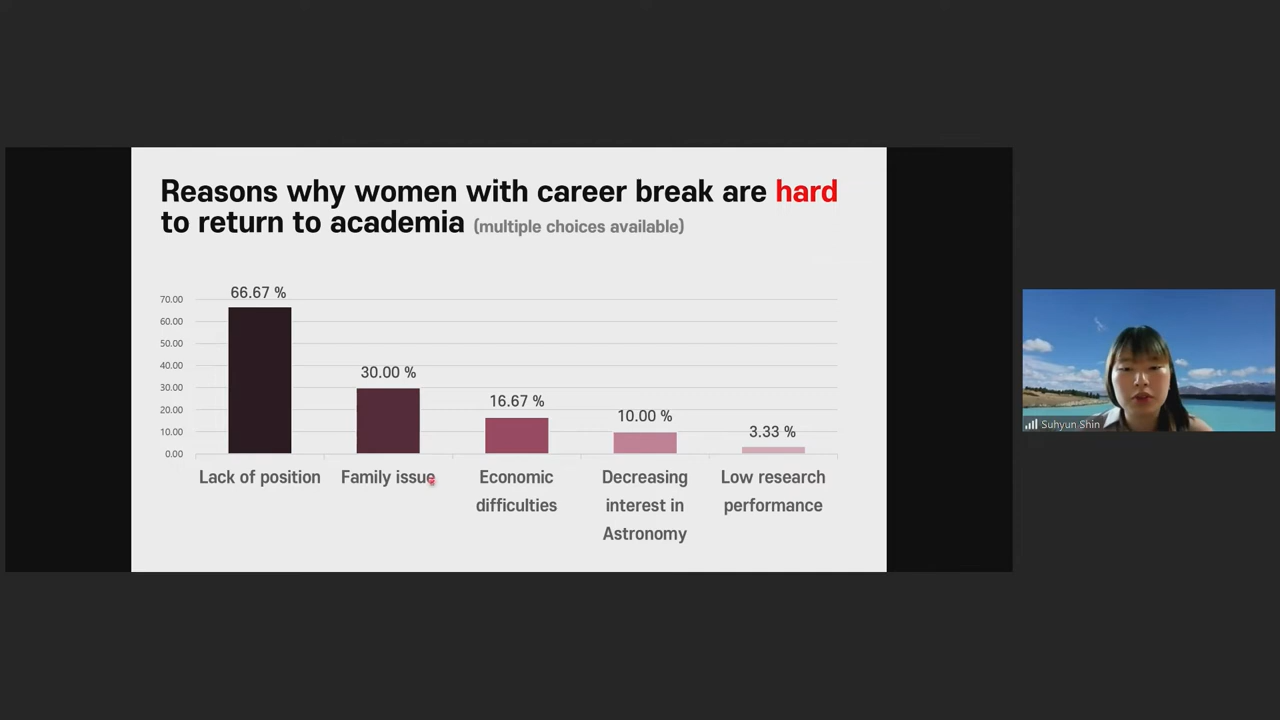 Reasons why women with career break are hard
to return to academia (multiple choices available)
66.67 %
70.00
60.00
50.00
40.00
30.00
20.00
10.00
0.00
30.00 %
16.67 %
10.00 %
3.33 %
Lack of position
Family issue
Economic
difficulties
Decreasing
interest in
Astronomy
Low research
performance
Suhyun Shin